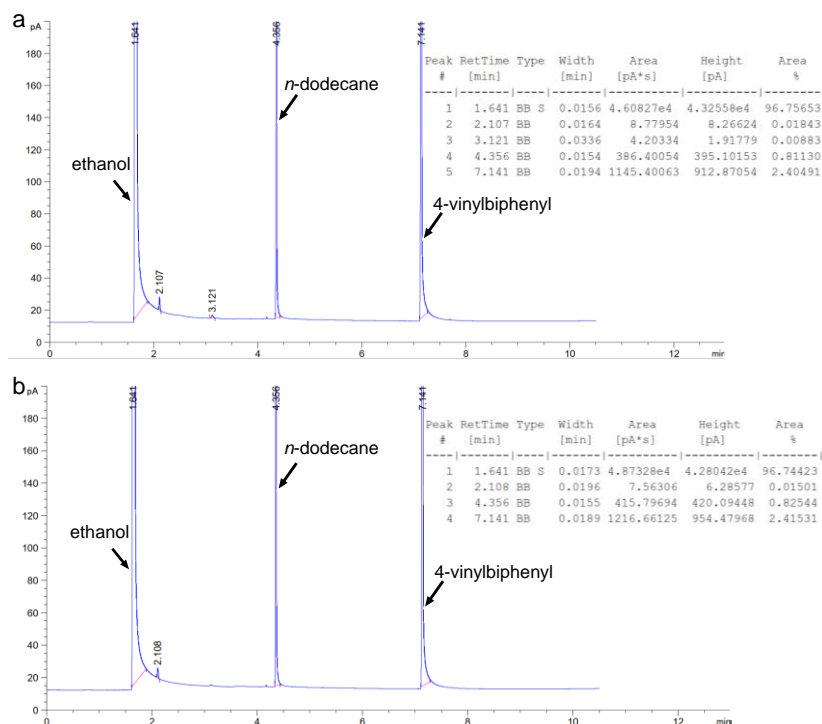 a
pA
1.641
4.356
7.141
180
160
140
120
100
80
60
40
20
0
ethanol
n-dodecane
4-vinylbiphenyl
2.107
3.121
Peak RetTime Type Width Area Height Area
# [min] [min] [pA*s] [pA] %
----|-------|----|-------|----------|----------|--------|
1 1.641 BB S 0.0156 4.60827e4 4.32558e4 96.75653
2 2.107 BB 0.0164 8.77954 8.26624 0.01843
3 3.121 BB 0.0336 4.20334 1.91779 0.00883
4 4.356 BB 0.0154 386.40054 395.10153 0.81130
5 7.141 BB 0.0194 1145.40063 912.87054 2.40491
0 2 4 6 8 10 12 min
b
pA
1.641
4.356
7.141
180
160
140
120
100
80
60
40
20
0
ethanol
n-dodecane
4-vinylbiphenyl
2.108
Peak RetTime Type Width Area Height Area
# [min] [min] [pA*s] [pA] %
----|-------|----|-------|----------|----------|--------|
1 1.641 BB S 0.0173 4.87328e4 4.28042e4 96.74423
2 2.108 BB 0.0196 7.56306 6.28577 0.01501
3 4.356 BB 0.0155 415.79694 420.09448 0.82544
4 7.141 BB 0.0189 1216.66125 954.47968 2.41531
0 2 4 6 8 10 12 min